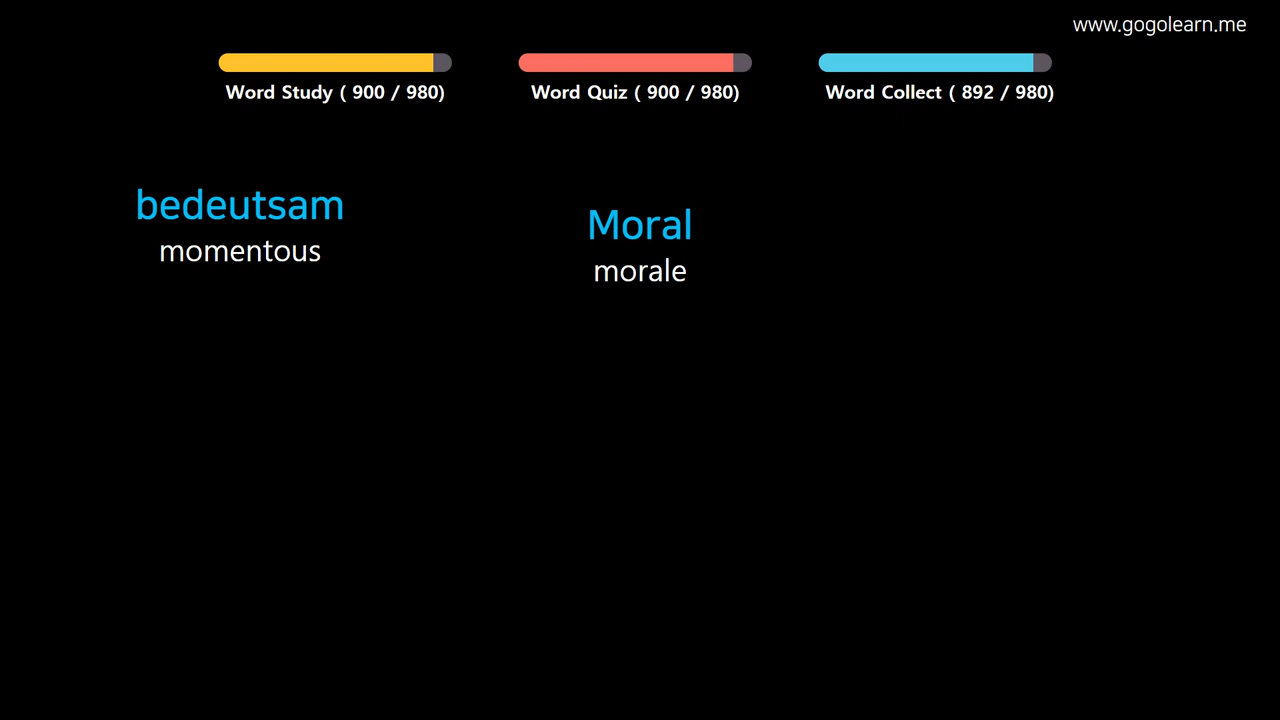 www.gogolearn.me
Word Study ( 900 / 980)
Word Quiz ( 900 / 980)
Word Collect ( 892 / 980)
bedeutsam
momentous
Moral
morale